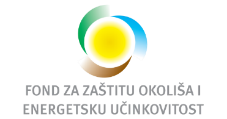 FOND ZA ZAŠTITU OKOLIŠA I
ENERGETSKU UČINKOVITOST